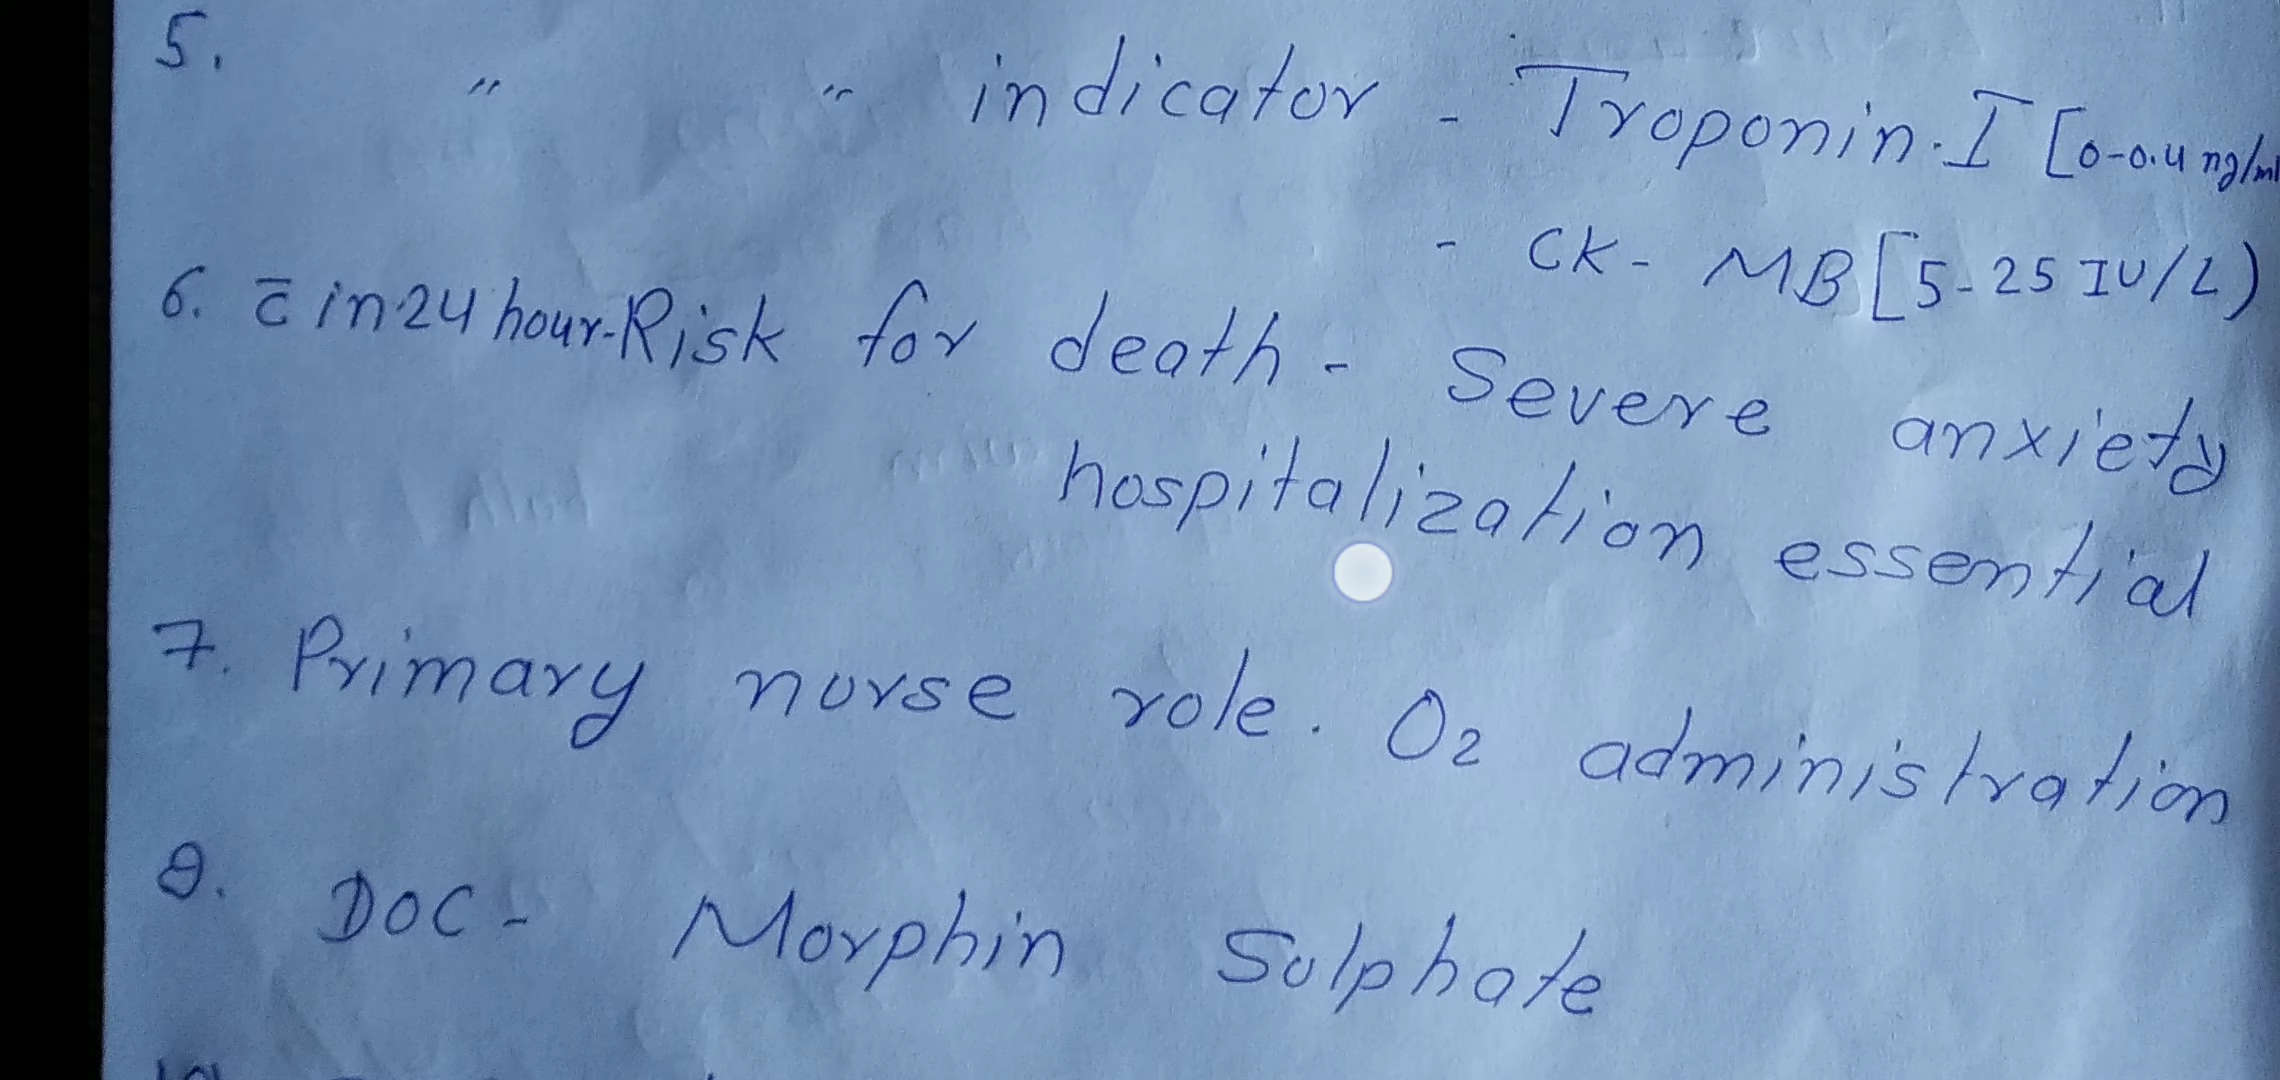 5. " " indicator - Troponin-I [0-0.4 ng/ml
- CK-MB [5-25 IU/L)
6. c̄ in 24 hour-Risk for death - Severe anxiety
hospitalization essential
7. Primary nurse role. O2 administration
8. DOC - Morphin Sulphate